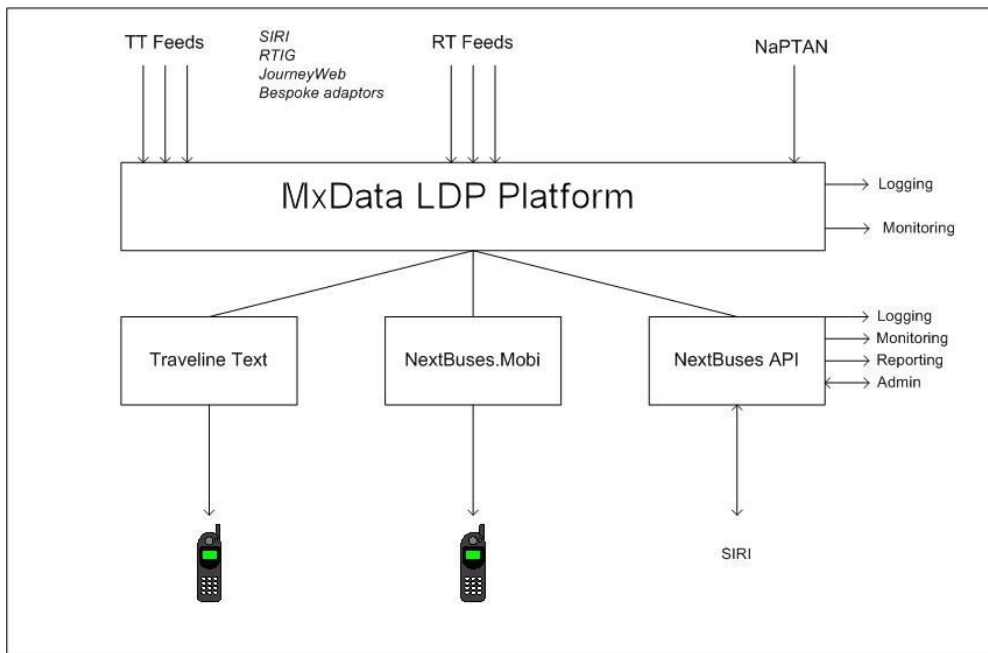 TT Feeds
SIRI
RTIG
JourneyWeb
Bespoke adaptors
RT Feeds
NaPTAN
MxData LDP Platform
Logging
Monitoring
Traveline Text
NextBuses.Mobi
NextBuses API
Logging
Monitoring
Reporting
Admin
SIRI